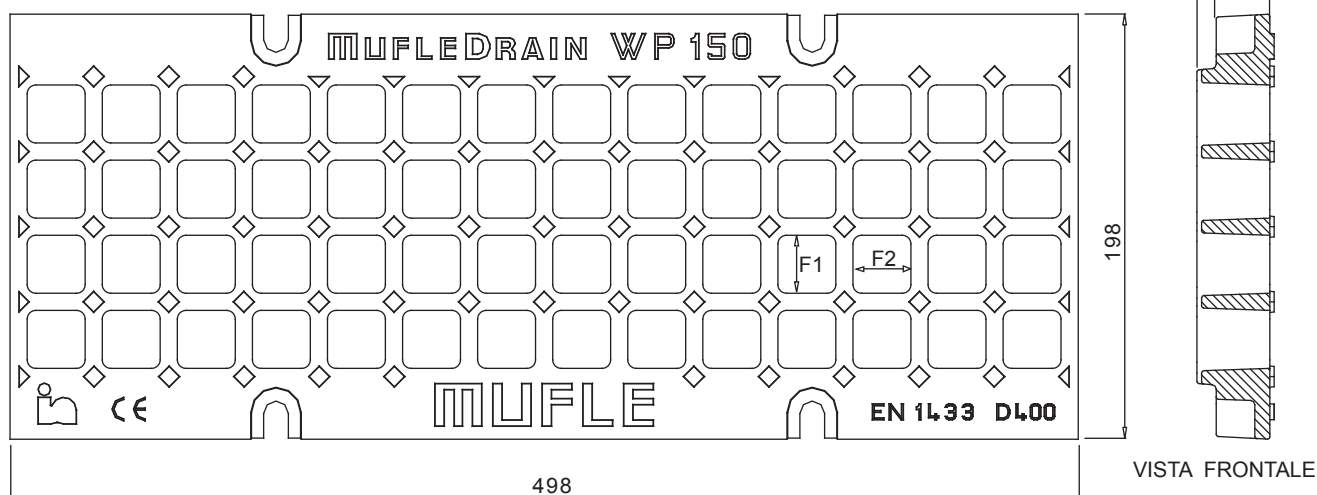 MUFLEDRAIN WP 150
F1
F2
198
CE
MUFLE
EN 1433 D400
VISTA FRONTALE
498